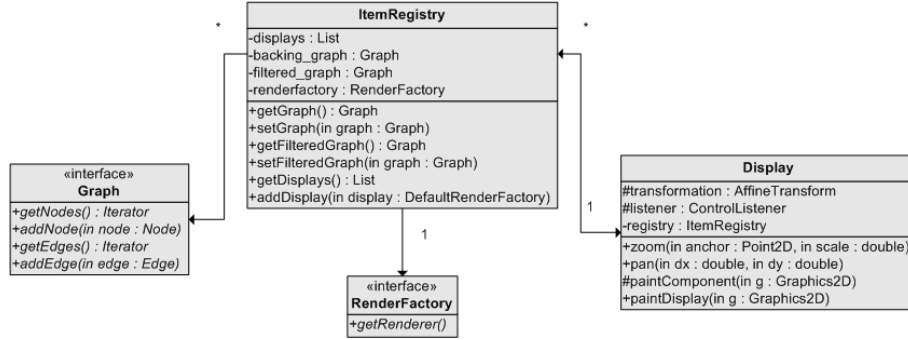 ItemRegistry
-displays : List
-backing_graph : Graph
-filtered_graph : Graph
-renderfactory : RenderFactory
+getGraph() : Graph
+setGraph(in graph : Graph)
+getFilteredGraph() : Graph
+setFilteredGraph(in graph : Graph)
+getDisplays() : List
+addDisplay(in display : DefaultRenderFactory)
*
*
«interface»
Graph
+getNodes() : Iterator
+addNode(in node : Node)
+getEdges() : Iterator
+addEdge(in edge : Edge)
Display
#transformation : AffineTransform
#listener : ControlListener
-registry : ItemRegistry
+zoom(in anchor : Point2D, in scale : double)
+pan(in dx : double, in dy : double)
#paintComponent(in g : Graphics2D)
+paintDisplay(in g : Graphics2D)
1
1
«interface»
RenderFactory
+getRenderer()